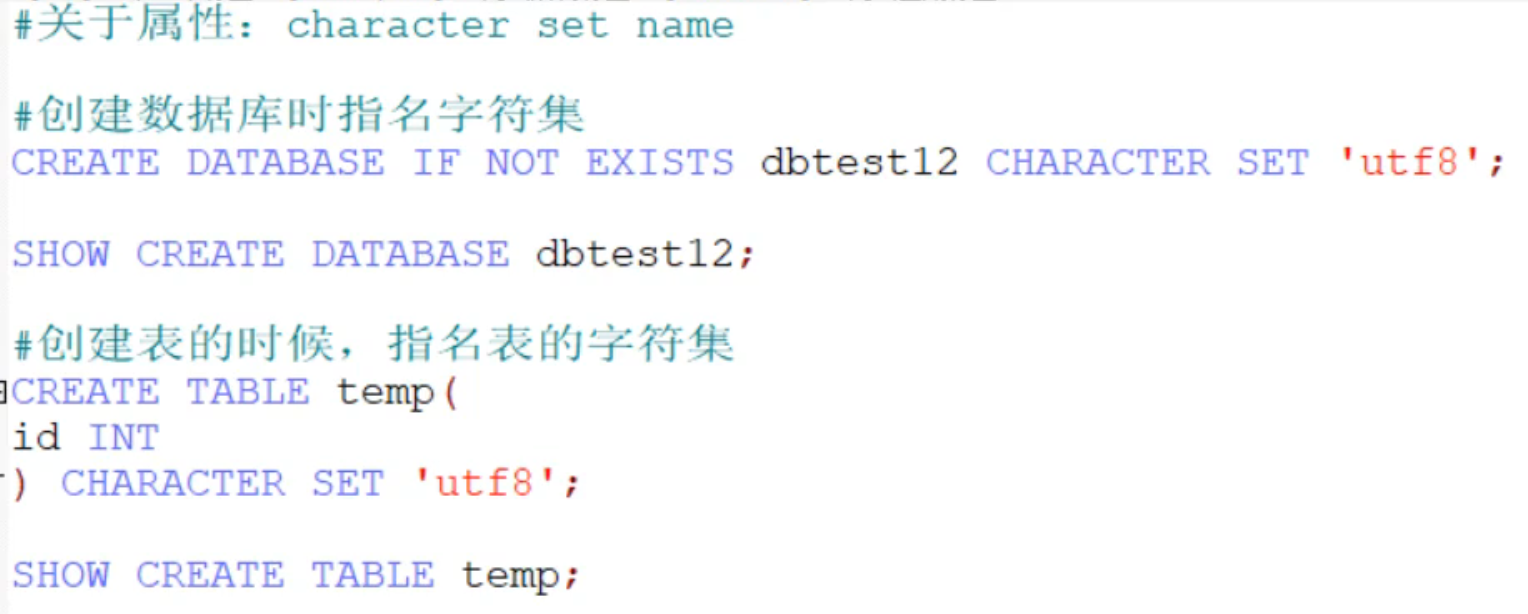 #关于属性：character set name
#创建数据库时指名字符集
CREATE DATABASE IF NOT EXISTS dbtest12 CHARACTER SET 'utf8';
SHOW CREATE DATABASE dbtest12;
#创建表的时候，指名表的字符集
CREATE TABLE temp(
id INT
) CHARACTER SET 'utf8';
SHOW CREATE TABLE temp;